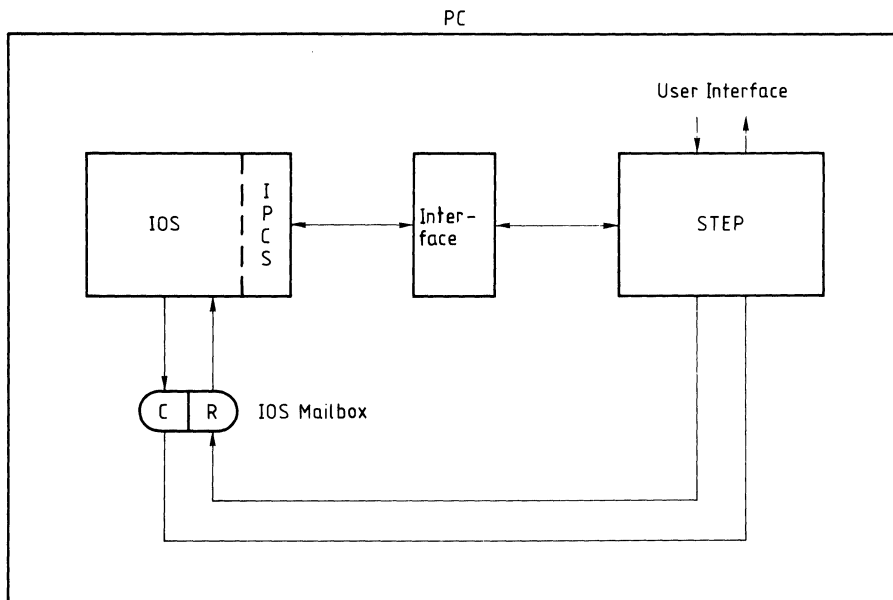 PC
User Interface
IOS
I
P
C
S
Inter-
face
STEP
C
R
IOS Mailbox